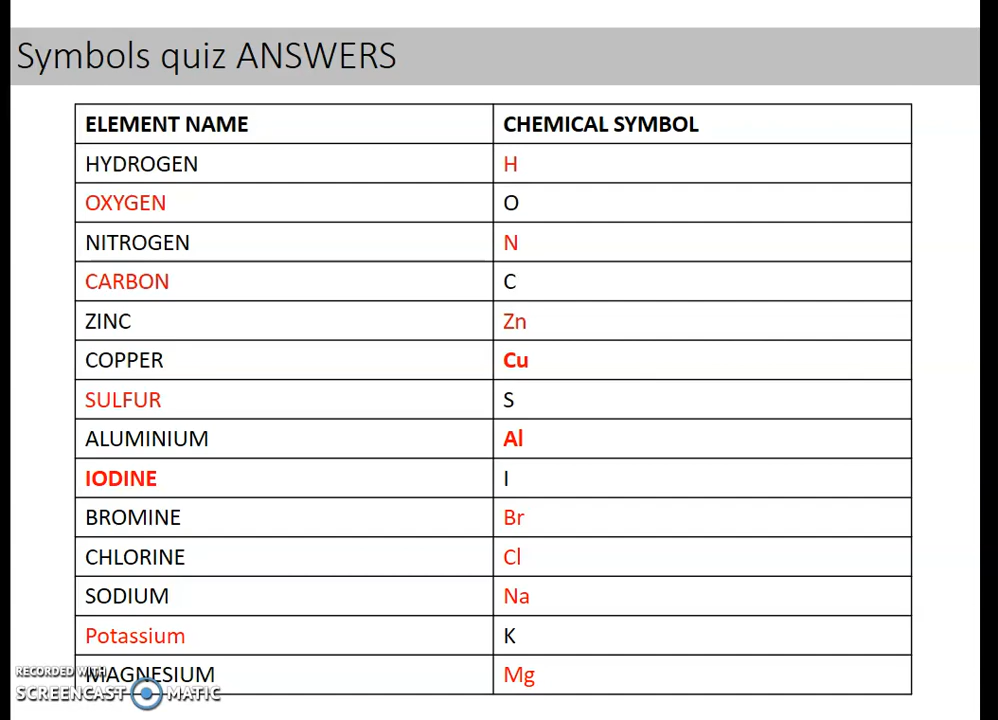 Symbols quiz ANSWERS
ELEMENT NAME CHEMICAL SYMBOL
HYDROGEN H
OXYGEN O
NITROGEN N
CARBON C
ZINC Zn
COPPER Cu
SULFUR S
ALUMINIUM Al
IODINE I
BROMINE Br
CHLORINE Cl
SODIUM Na
Potassium K
MAGNESIUM Mg
RECORDED WITH
SCREENCAST MATIC